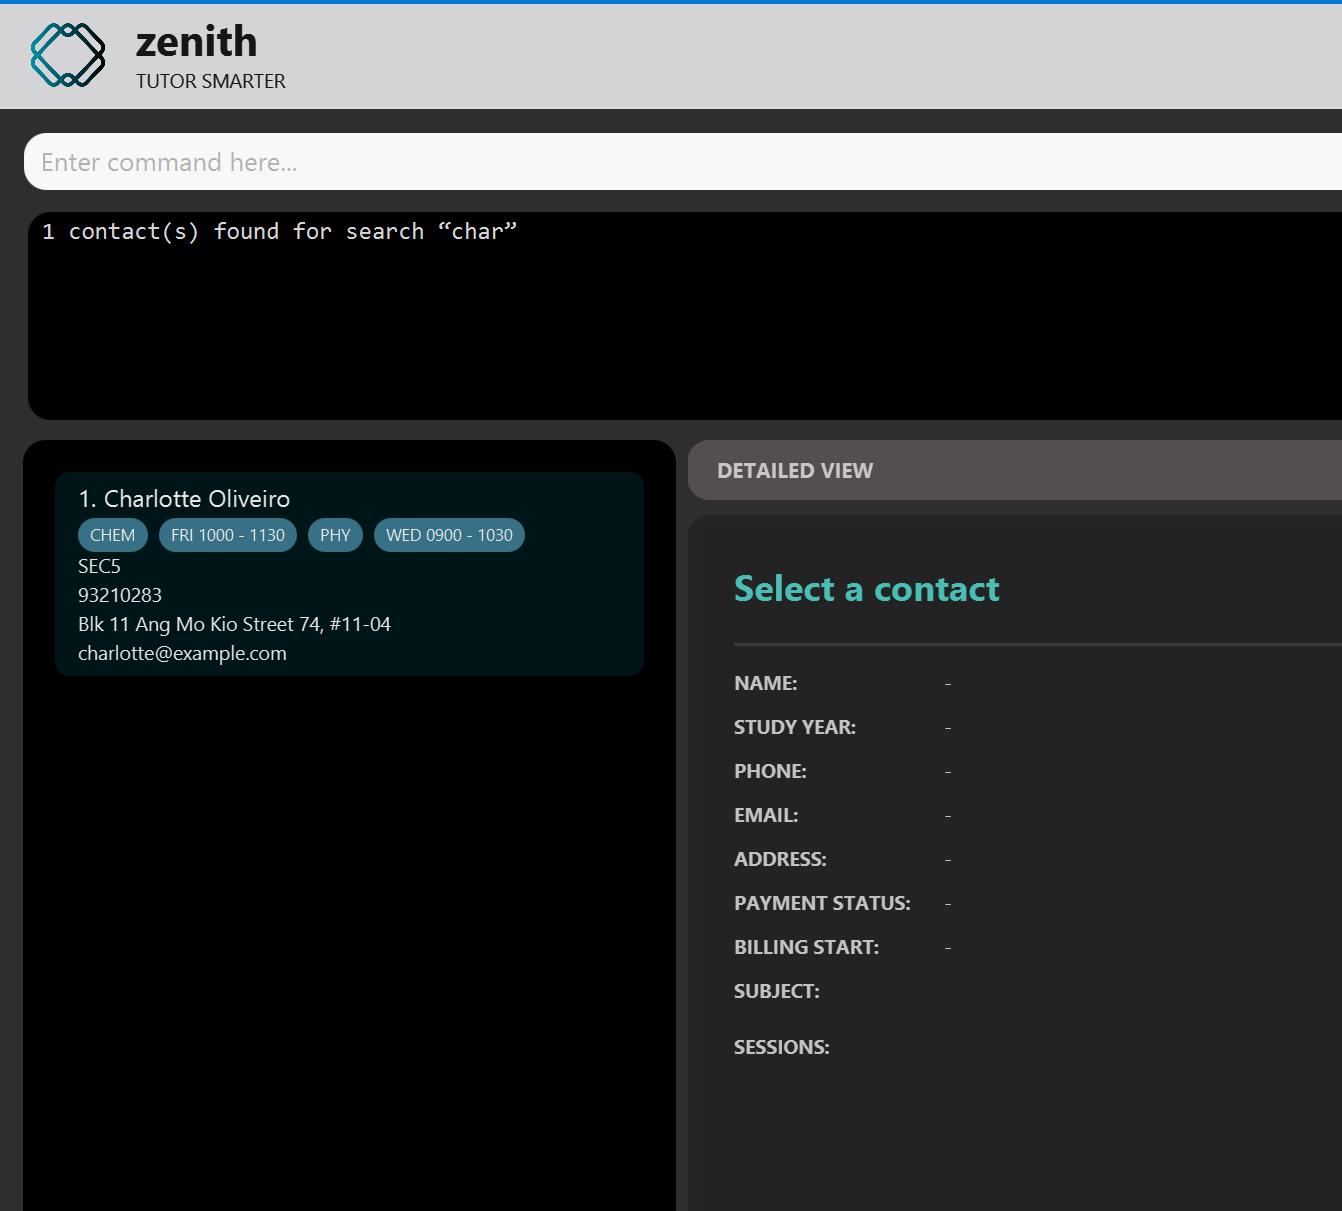 zenith
TUTOR SMARTER
Enter command here...
1 contact(s) found for search “char”
1. Charlotte Oliveiro
CHEM FRI 1000 - 1130 PHY WED 0900 - 1030
SEC5
93210283
Blk 11 Ang Mo Kio Street 74, #11-04
charlotte@example.com
DETAILED VIEW
Select a contact
NAME: -
STUDY YEAR: -
PHONE: -
EMAIL: -
ADDRESS: -
PAYMENT STATUS: -
BILLING START: -
SUBJECT:
SESSIONS: